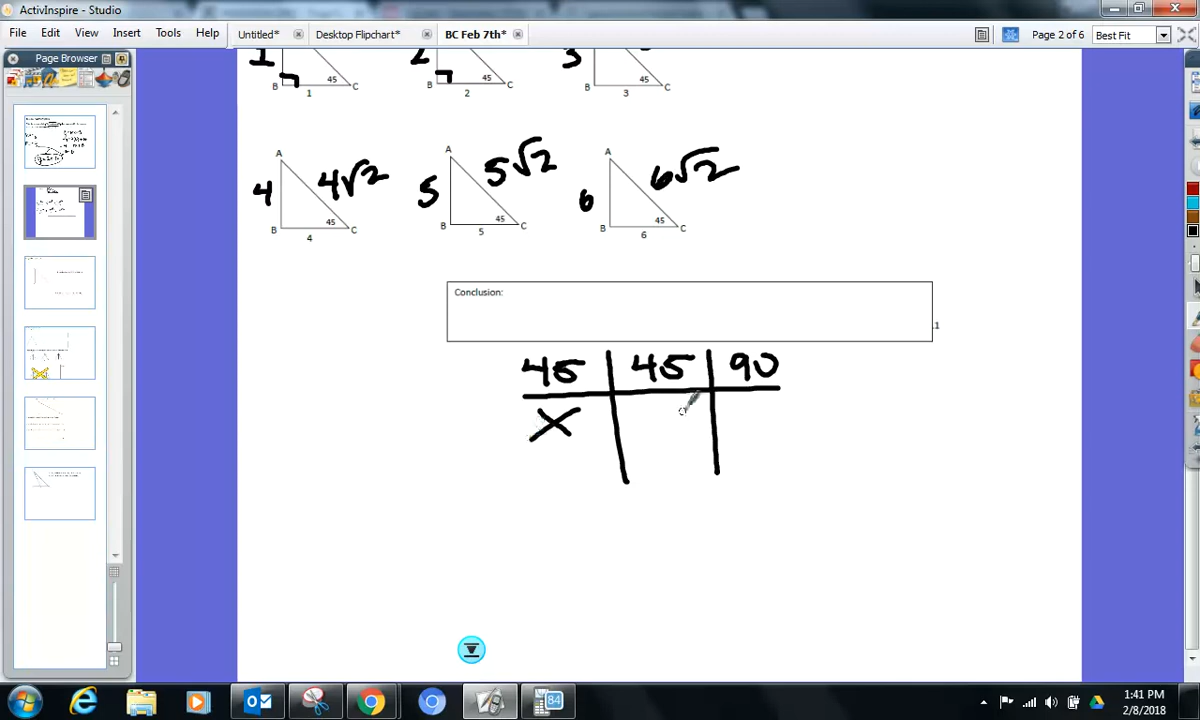 ActivInspire - Studio
File Edit View Insert Tools Help Untitled* Desktop Flipchart* BC Feb 7th* Page 2 of 6 Best Fit
Page Browser
1 45 B 1 C
2 45 B 2 C
3 45 B 3 C
A 4 4√2 45 B 4 C
A 5 5√2 45 B 5 C
A 6 6√2 45 B 6 C
Conclusion:
1
45 45 90
X
84
1:41 PM
2/8/2018